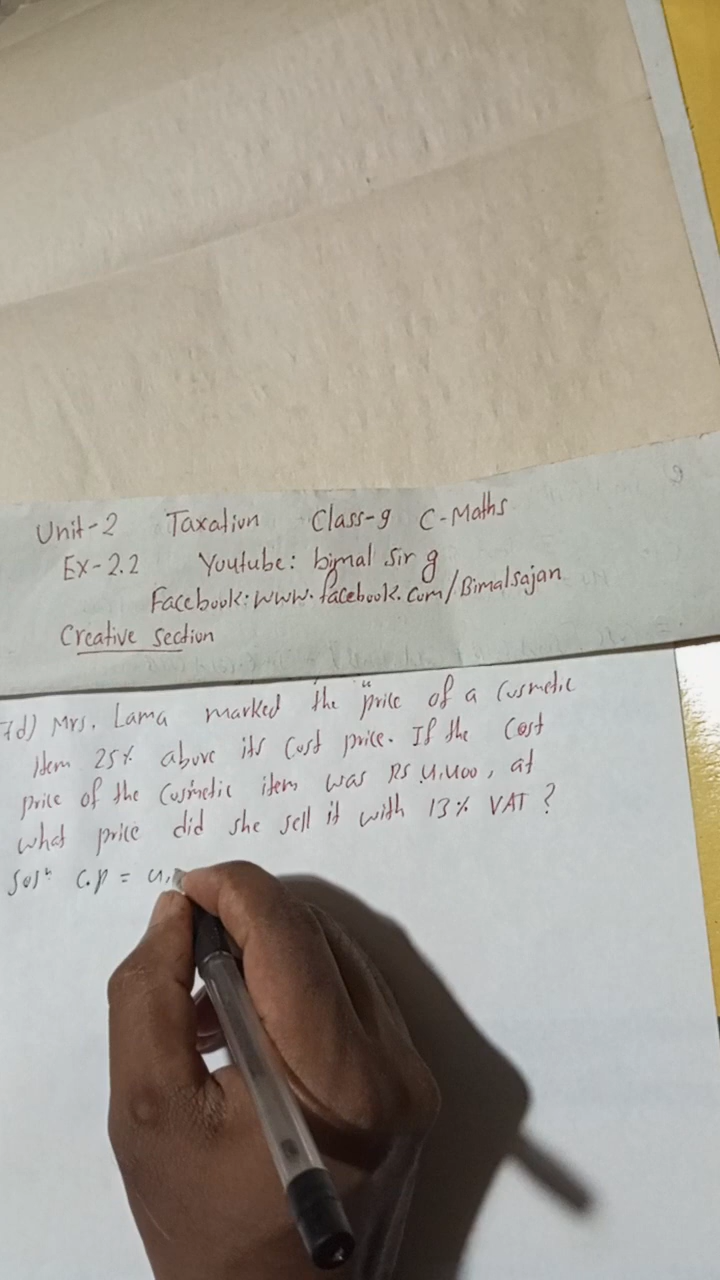 Unit-2 Taxation Class-9 C-Maths
Ex-2.2 Youtube: bimal sir g
Facebook: www.facebook.com/Bimalsajan
Creative section
7d) Mrs. Lama marked the price of a Cosmetic
item 25% above its Cost price. If the Cost
price of the Cosmetic item was RS 4,400, at
what price did she sell it with 13% VAT?
Solⁿ C.P = 4,